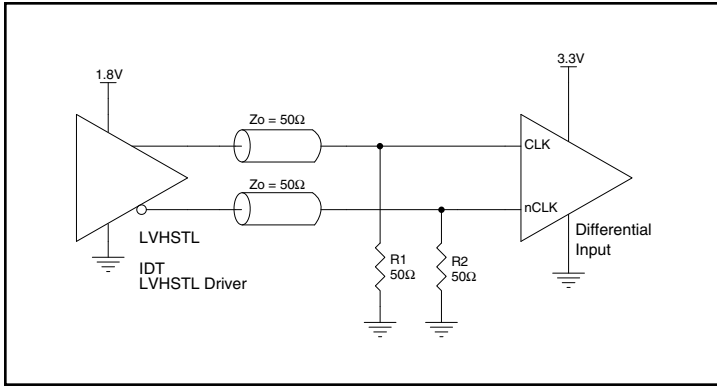 1.8V
3.3V
Zo = 50Ω
CLK
Zo = 50Ω
nCLK
LVHSTL
IDT
LVHSTL Driver
R1
50Ω
R2
50Ω
Differential
Input